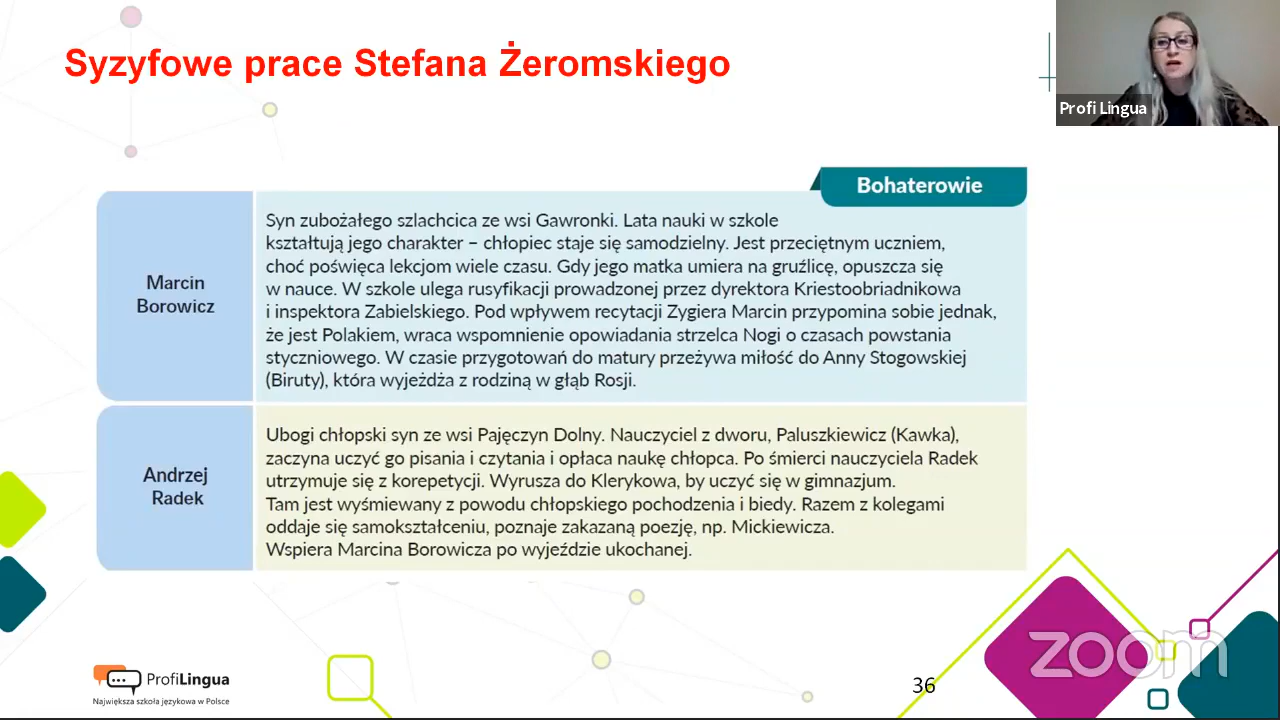 Syzyfowe prace Stefana Żeromskiego
Profi Lingua
Bohaterowie
Marcin
Borowicz
Syn zubożałego szlachcica ze wsi Gawronki. Lata nauki w szkole
kształtują jego charakter – chłopiec staje się samodzielny. Jest przeciętnym uczniem,
choć poświęca lekcjom wiele czasu. Gdy jego matka umiera na gruźlicę, opuszcza się
w nauce. W szkole ulega rusyfikacji prowadzonej przez dyrektora Kriestoobriadnikowa
i inspektora Zabielskiego. Pod wpływem recytacji Zygiera Marcin przypomina sobie jednak,
że jest Polakiem, wraca wspomnienie opowiadania strzelca Nogi o czasach powstania
styczniowego. W czasie przygotowań do matury przeżywa miłość do Anny Stogowskiej
(Biruty), która wyjeżdża z rodziną w głąb Rosji.
Andrzej
Radek
Ubogi chłopski syn ze wsi Pajęczyn Dolny. Nauczyciel z dworu, Paluszkiewicz (Kawka),
zaczyna uczyć go pisania i czytania i opłaca naukę chłopca. Po śmierci nauczyciela Radek
utrzymuje się z korepetycji. Wyrusza do Klerykowa, by uczyć się w gimnazjum.
Tam jest wyśmiewany z powodu chłopskiego pochodzenia i biedy. Razem z kolegami
oddaje się samokształceniu, poznaje zakazaną poezję, np. Mickiewicza.
Wspiera Marcina Borowicza po wyjeździe ukochanej.
ProfiLingua
Największa szkoła językowa w Polsce
36
zoom